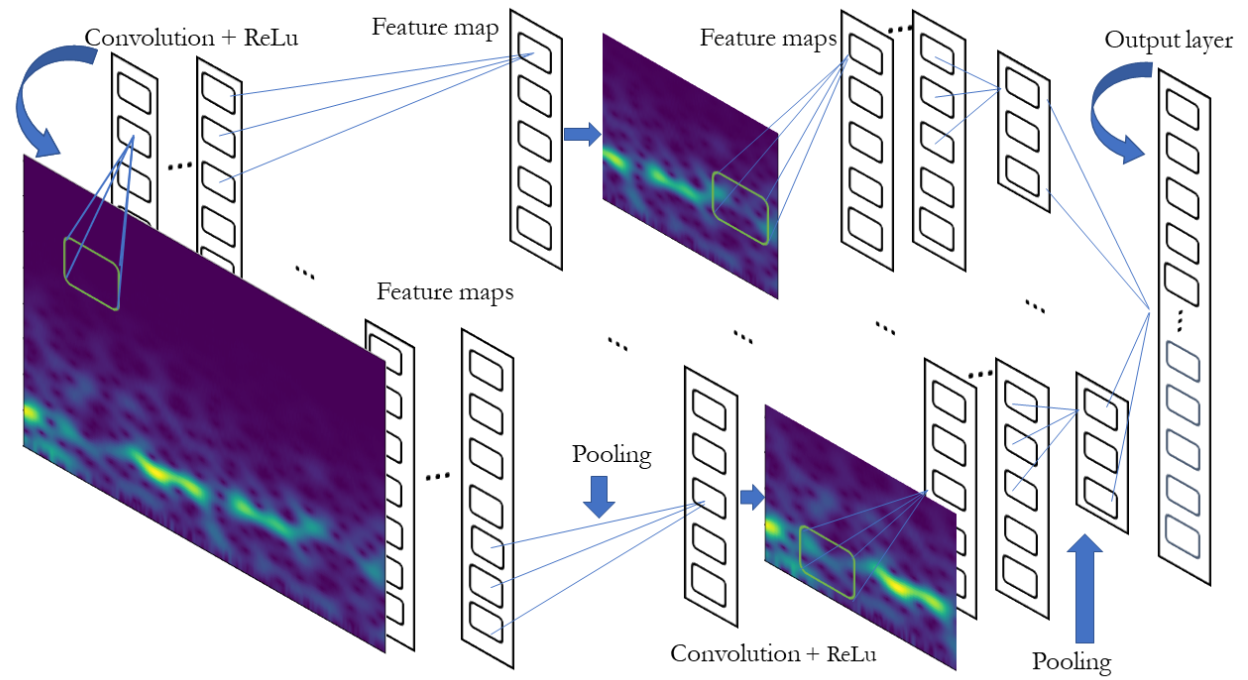 Convolution + ReLu
Feature map
Feature maps
Output layer
Feature maps
Pooling
Convolution + ReLu
Pooling